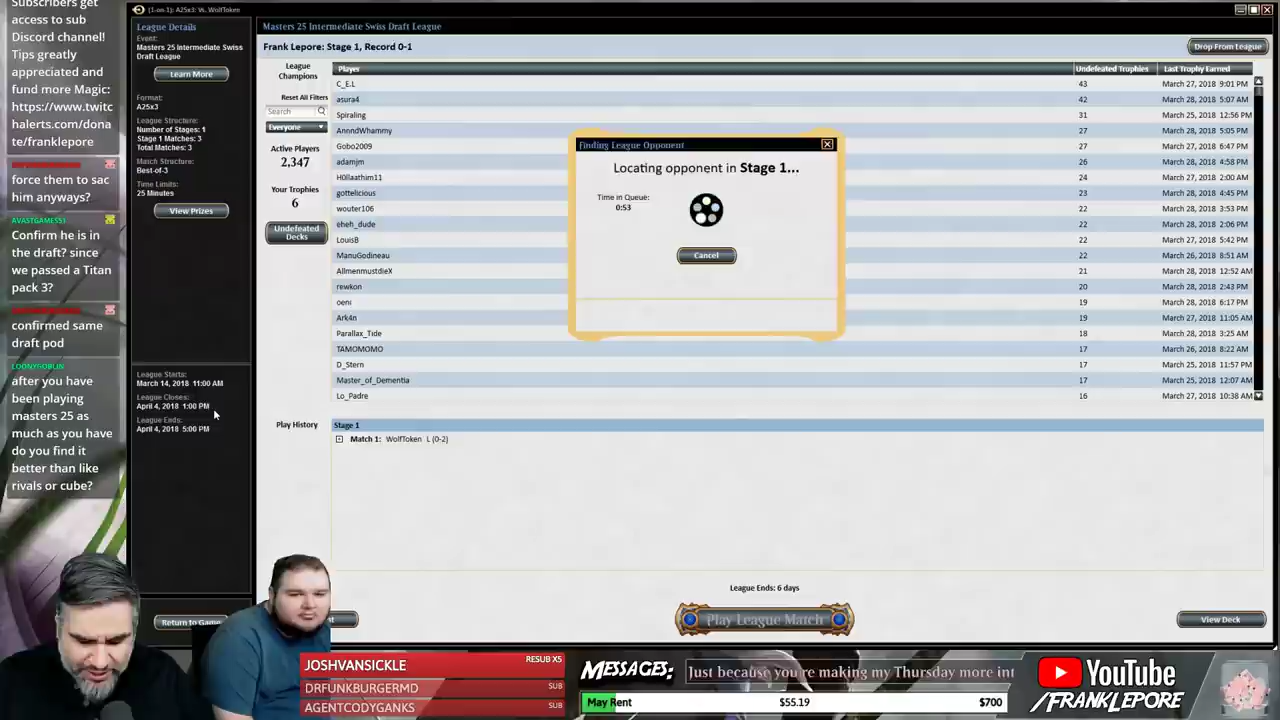 Subscribers get
access to sub
Discord channel!
Tips greatly
appreciated and
fund more Magic:
https://www.twitc
halerts.com/dona
te/franklepore
force them to sac
him anyways?
AVASTGAME553
Confirm he is in
the draft? since
we passed a Titan
pack 3?
confirmed same
draft pod
LOONYGOBLIN
after you have
been playing
masters 25 as
much as you have
do you find it
better than like
rivals or cube?
(1-on-1): A25x3: Vs. WolfToken
League Details
Event:
Masters 25 Intermediate Swiss
Draft League
Learn More
Format:
A25x3
League Structure:
Number of Stages: 1
Stage 1 Matches: 3
Total Matches: 3
Match Structure:
Best-of-3
Time Limits:
25 Minutes
View Prizes
League Starts:
March 14, 2018 11:00 AM
League Closes:
April 4, 2018 1:00 PM
League Ends:
April 4, 2018 5:00 PM
Return to Game
Masters 25 Intermediate Swiss Draft League
Frank Lepore: Stage 1, Record 0-1
Drop From League
League
Champions
Reset All Filters
Search
Everyone
Active Players
2,347
Your Trophies
6
Undefeated
Decks
Player Undefeated Trophies Last Trophy Earned
C_E.L 43 March 27, 2018 9:01 PM
asura4 42 March 28, 2018 5:07 AM
Spiraling 31 March 25, 2018 12:56 PM
AnnndWhammy 27 March 28, 2018 5:05 PM
Gobo2009 27 March 28, 2018 6:47 PM
adamjm 26 March 28, 2018 4:58 PM
H0llaathim11 24 March 27, 2018 2:00 AM
gottelicious 23 March 28, 2018 4:45 PM
wouter106 22 March 28, 2018 3:53 PM
eheh_dude 22 March 28, 2018 2:06 PM
LouisB 22 March 27, 2018 5:42 PM
ManuGodineau 22 March 26, 2018 8:51 AM
AllmenmustdieX 21 March 28, 2018 12:52 AM
rewkon 20 March 28, 2018 2:43 PM
oeni 19 March 28, 2018 6:17 PM
Ark4n 19 March 27, 2018 11:05 AM
Parallax_Tide 18 March 28, 2018 3:25 AM
TAMOMOMO 17 March 26, 2018 8:22 AM
D_Stern 17 March 25, 2018 11:57 PM
Master_of_Dementia 17 March 25, 2018 12:07 AM
Lo_Padre 16 March 27, 2018 10:38 AM
Finding League Opponent
Locating opponent in Stage 1...
Time in Queue:
0:53
Cancel
Play History
Stage 1
Match 1: WolfToken L (0-2)
League Ends: 6 days
Play League Match
View Deck
JOSHVANSICKLE RESUB X5
DRFUNKBURGERMD SUB
AGENTCODYGANKS SUB
MESSAGES:
Just because you're making my Thursday more int
May Rent $55.19 $700
YouTube
/FRANKLEPORE